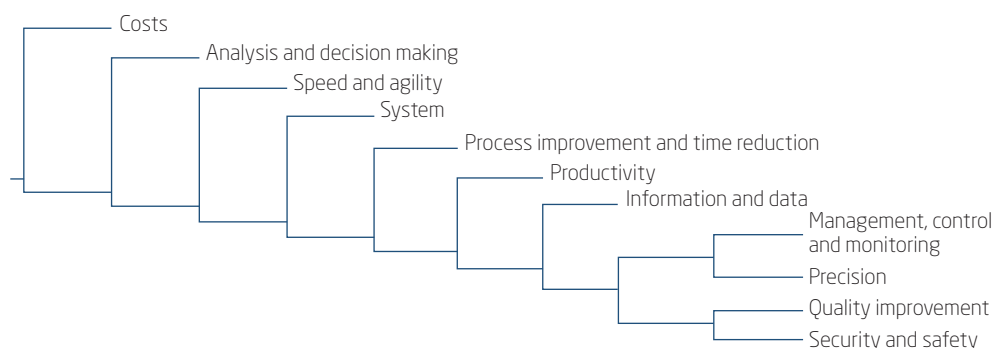 Costs
Analysis and decision making
Speed and agility
System
Process improvement and time reduction
Productivity
Information and data
Management, control
and monitoring
Precision
Quality improvement
Security and safety